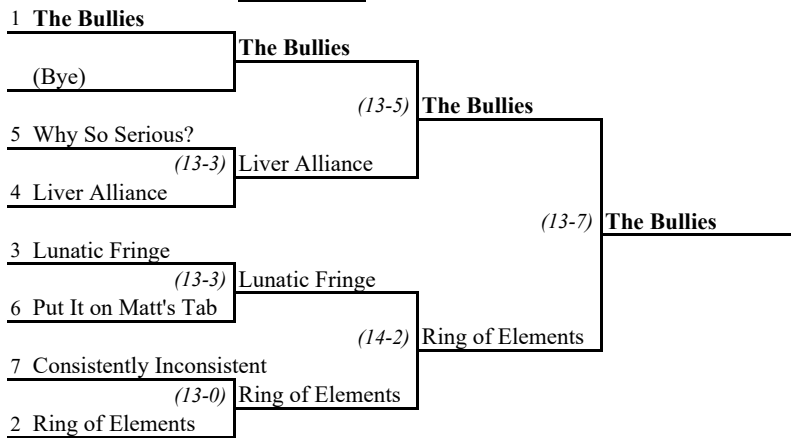 1 The Bullies
The Bullies
(Bye)
(13-5) The Bullies
5 Why So Serious?
(13-3) Liver Alliance
4 Liver Alliance
(13-7) The Bullies
3 Lunatic Fringe
(13-3) Lunatic Fringe
6 Put It on Matt's Tab
(14-2) Ring of Elements
7 Consistently Inconsistent
(13-0) Ring of Elements
2 Ring of Elements